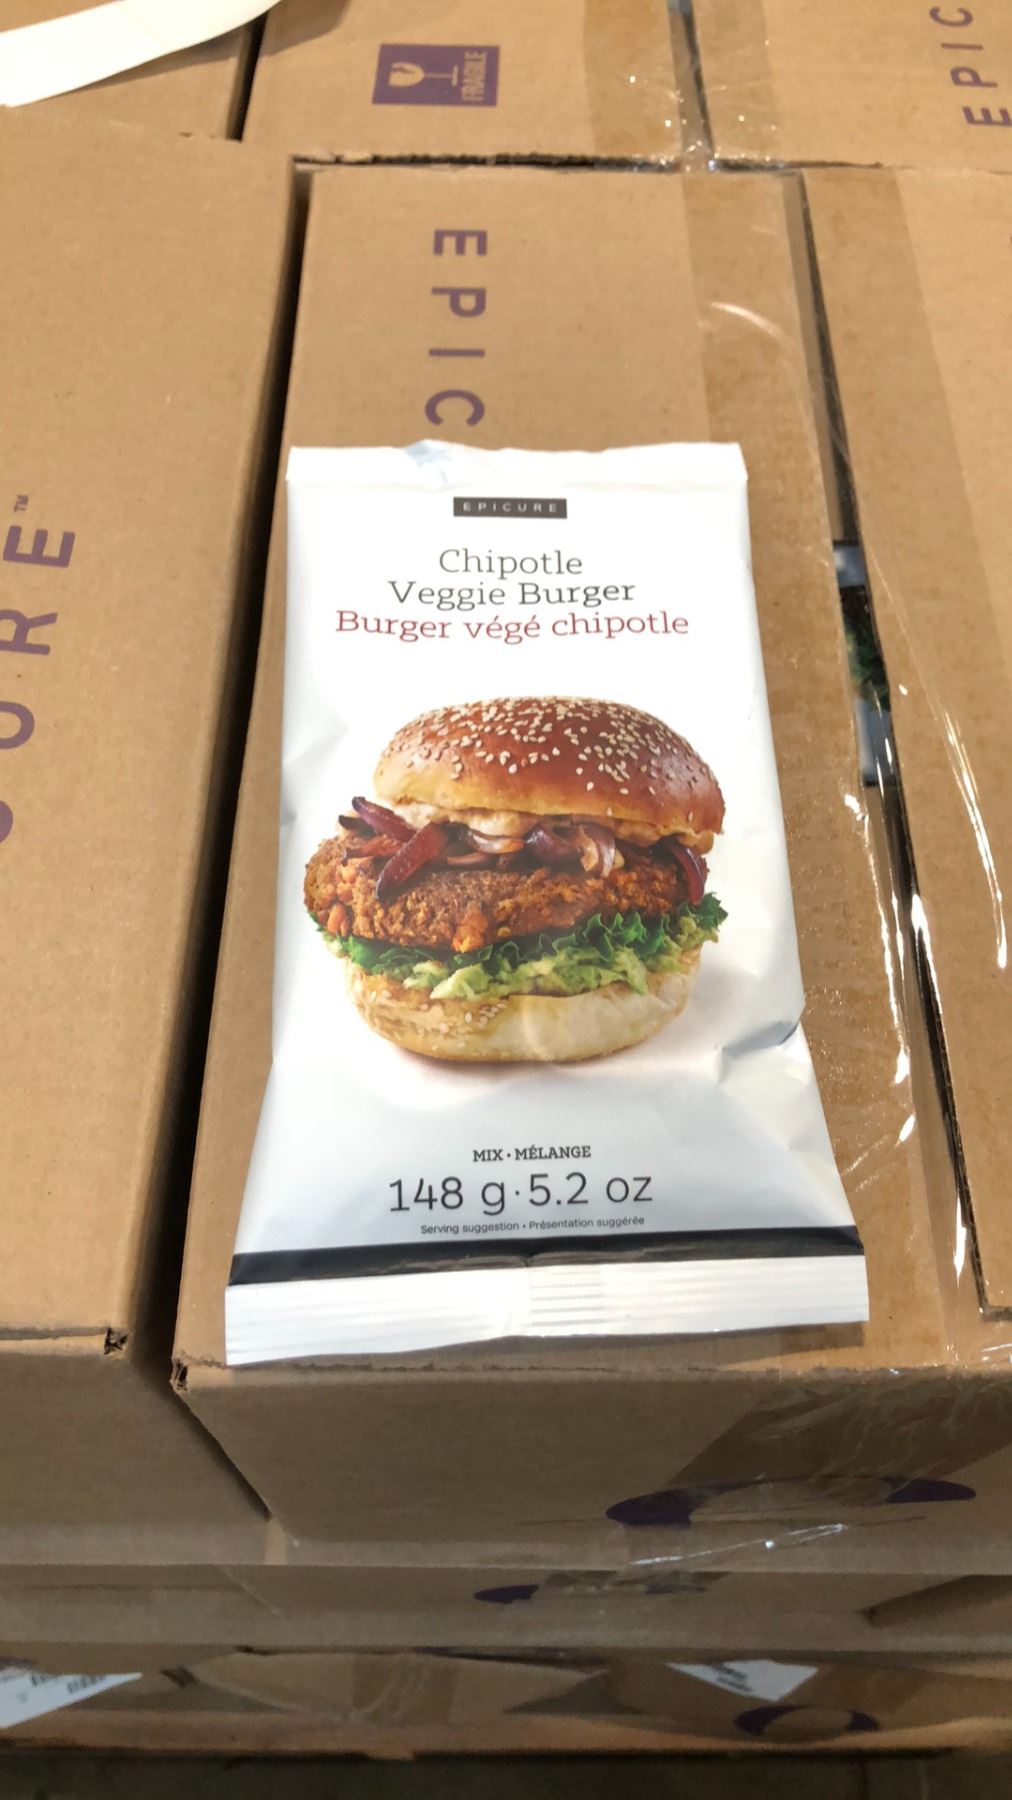 FRAGILE
EPIC
EPIC
URE™
EPICURE
Chipotle
Veggie Burger
Burger végé chipotle
MIX • MÉLANGE
148 g · 5.2 oz
Serving suggestion • Présentation suggérée